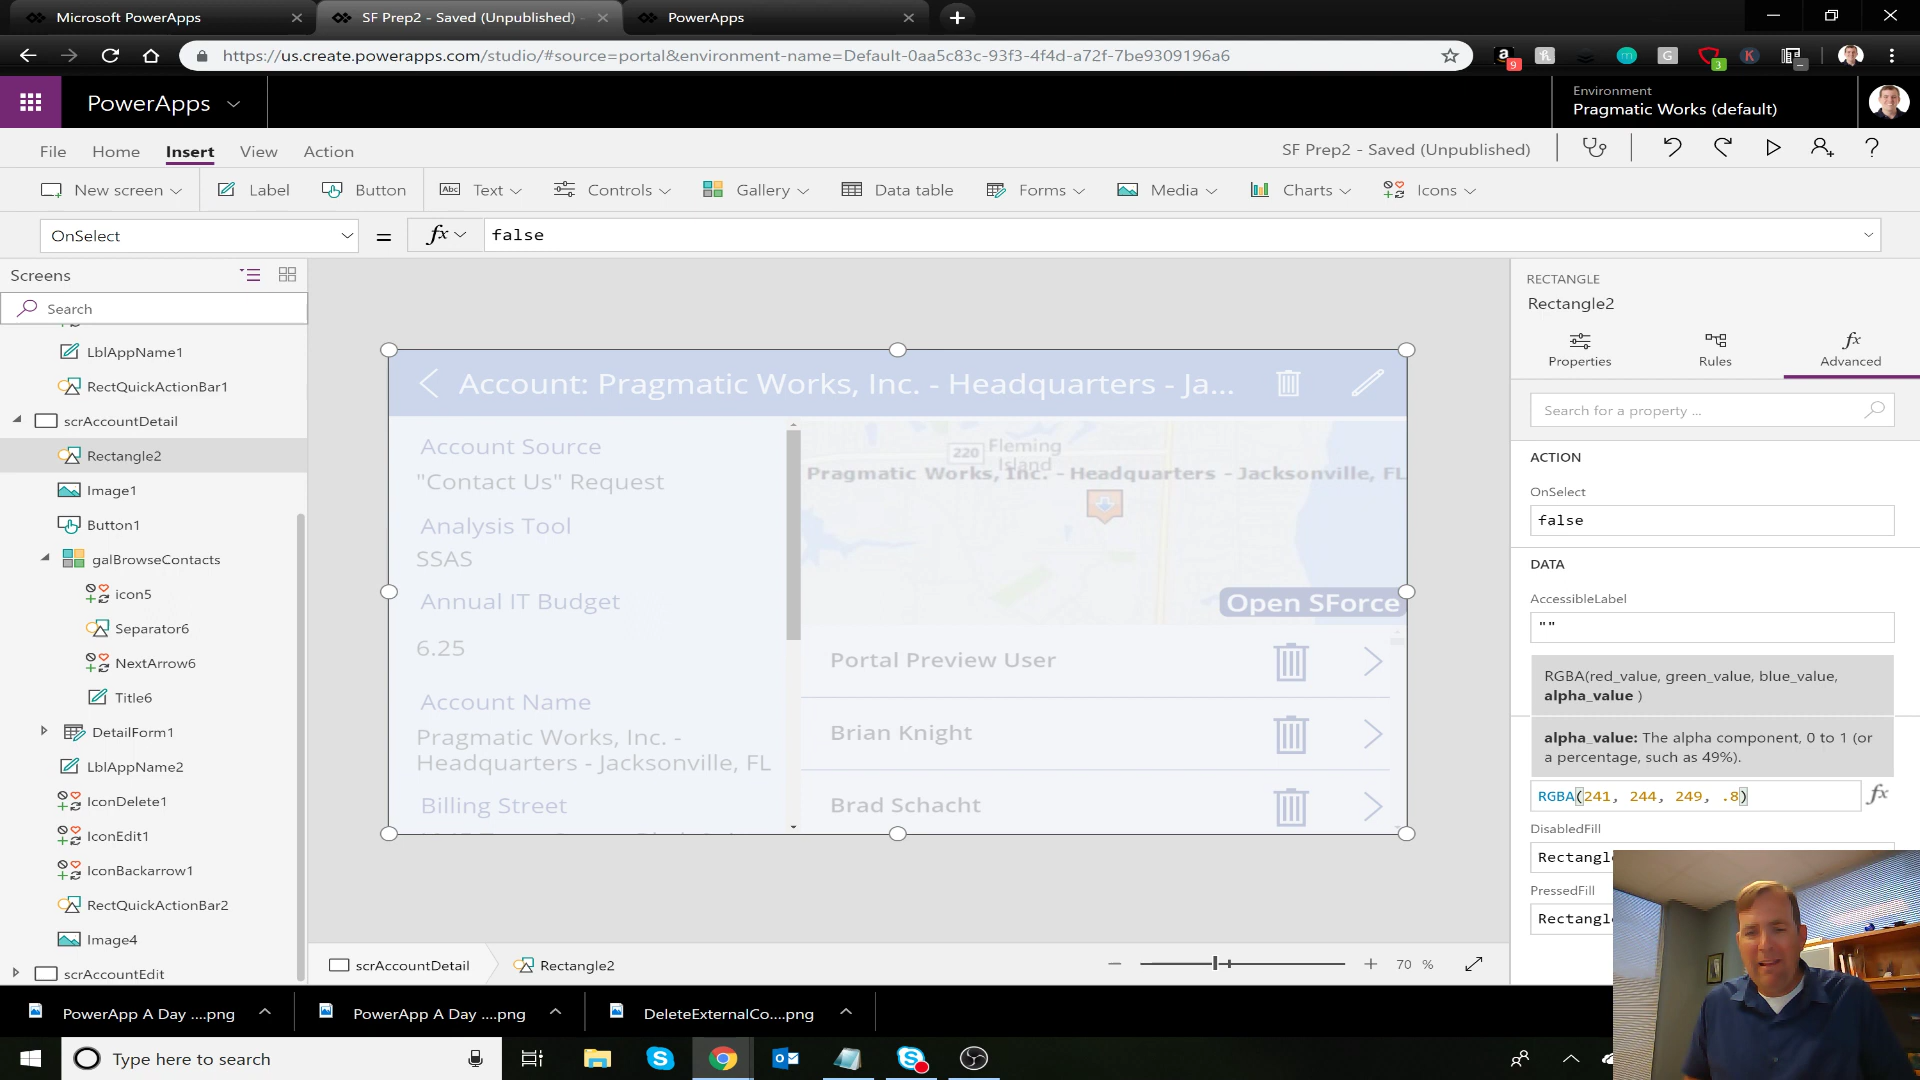 Microsoft PowerApps
SF Prep2 - Saved (Unpublished) -
PowerApps
https://us.create.powerapps.com/studio/#source=portal&environment-name=Default-0aa5c83c-93f3-4f4d-a72f-7be9309196a6
PowerApps
Environment
Pragmatic Works (default)
File Home Insert View Action
SF Prep2 - Saved (Unpublished)
New screen Label Button Text Controls Gallery Data table Forms Media Charts Icons
OnSelect = fx false
Screens
Search
LblAppName1
RectQuickActionBar1
scrAccountDetail
Rectangle2
Image1
Button1
galBrowseContacts
icon5
Separator6
NextArrow6
Title6
DetailForm1
LblAppName2
IconDelete1
IconEdit1
IconBackarrow1
RectQuickActionBar2
Image4
scrAccountEdit
Account: Pragmatic Works, Inc. - Headquarters - Ja...
Account Source
"Contact Us" Request
Analysis Tool
SSAS
Annual IT Budget
6.25
Account Name
Pragmatic Works, Inc. -
Headquarters - Jacksonville, FL
Billing Street
220 Fleming
Island
Pragmatic Works, Inc. - Headquarters - Jacksonville, FL
Open SForce
Portal Preview User
Brian Knight
Brad Schacht
scrAccountDetail
Rectangle2
70 %
RECTANGLE
Rectangle2
Properties Rules Advanced
Search for a property ...
ACTION
OnSelect
false
DATA
AccessibleLabel
""
RGBA(red_value, green_value, blue_value,
alpha_value )
alpha_value: The alpha component, 0 to 1 (or
a percentage, such as 49%).
RGBA(241, 244, 249, .8)
DisabledFill
Rectangl
PressedFill
Rectangl
PowerApp A Day ....png
PowerApp A Day ....png
DeleteExternalCo....png
Type here to search